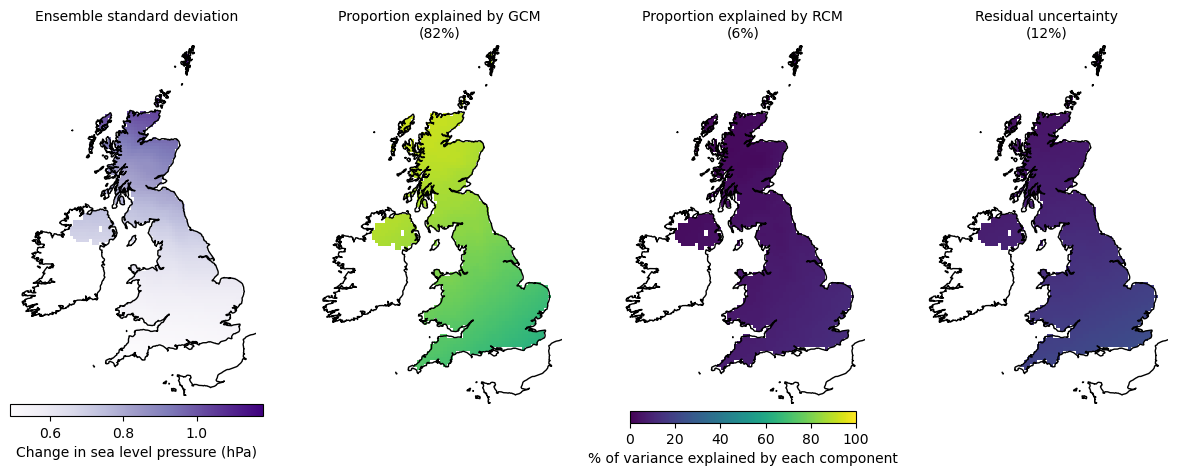 Ensemble standard deviation
Proportion explained by GCM
(82%)
Proportion explained by RCM
(6%)
Residual uncertainty
(12%)
0.6 0.8 1.0
Change in sea level pressure (hPa)
0 20 40 60 80 100
% of variance explained by each component